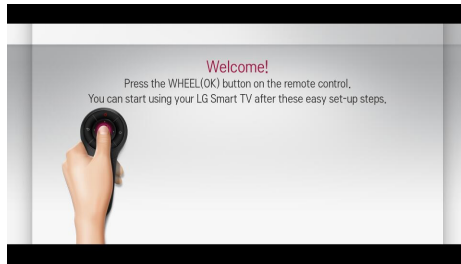 Welcome!
Press the WHEEL(OK) button on the remote control.
You can start using your LG Smart TV after these easy set-up steps.